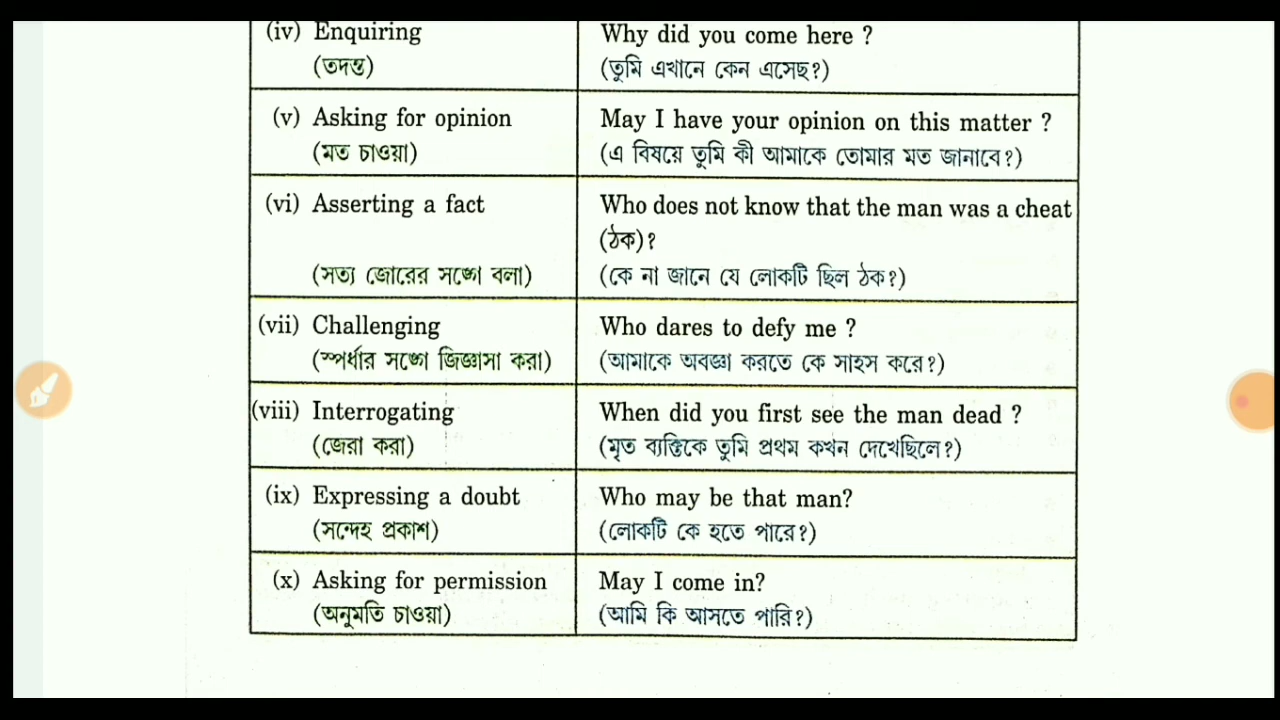 (iv) Enquiring
(তদন্ত)
Why did you come here ?
(তুমি এখানে কেন এসেছ?)
(v) Asking for opinion
(মত চাওয়া)
May I have your opinion on this matter ?
(এ বিষয়ে তুমি কী আমাকে তোমার মত জানাবে?)
(vi) Asserting a fact
(সত্য জোরের সঙ্গে বলা)
Who does not know that the man was a cheat
(ঠক)?
(কে না জানে যে লোকটি ছিল ঠক?)
(vii) Challenging
(স্পর্ধার সঙ্গে জিজ্ঞাসা করা)
Who dares to defy me ?
(আমাকে অবজ্ঞা করতে কে সাহস করে?)
(viii) Interrogating
(জেরা করা)
When did you first see the man dead ?
(মৃত ব্যক্তিকে তুমি প্রথম কখন দেখেছিলে?)
(ix) Expressing a doubt
(সন্দেহ প্রকাশ)
Who may be that man?
(লোকটি কে হতে পারে?)
(x) Asking for permission
(অনুমতি চাওয়া)
May I come in?
(আমি কি আসতে পারি?)